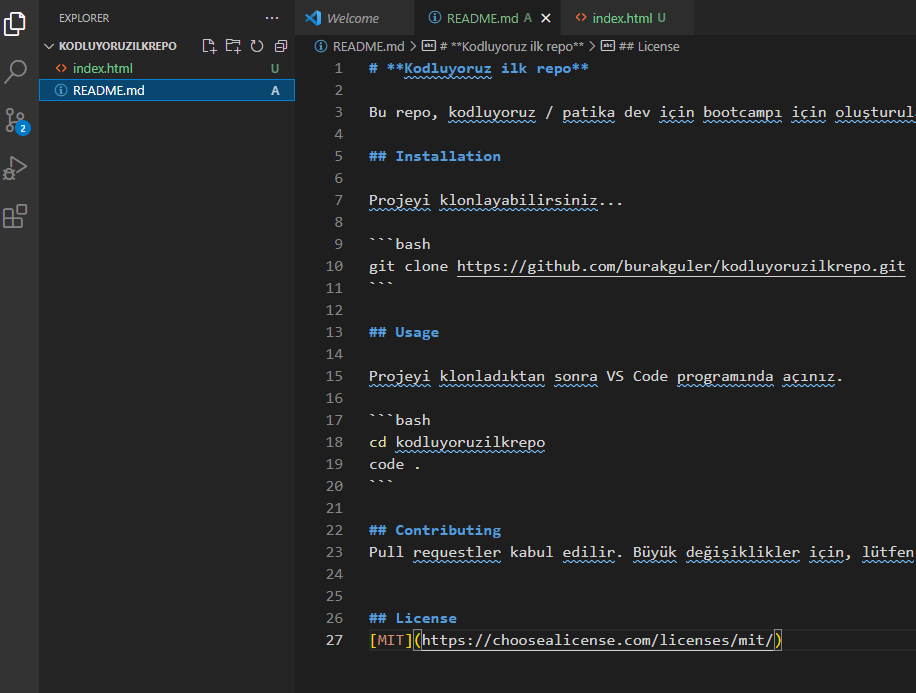 EXPLORER
KODLUYORUZILKREPO
index.html U
README.md A
2
Welcome
README.md A
index.html U
README.md > # **Kodluyoruz ilk repo** > ## License
1 # **Kodluyoruz ilk repo**
2
3 Bu repo, kodluyoruz / patika dev için bootcampı için oluşturul
4
5 ## Installation
6
7 Projeyi klonlayabilirsiniz...
8
9 ```bash
10 git clone https://github.com/burakguler/kodluyoruzilkrepo.git
11 ```
12
13 ## Usage
14
15 Projeyi klonladıktan sonra VS Code programında açınız.
16
17 ```bash
18 cd kodluyoruzilkrepo
19 code .
20 ```
21
22 ## Contributing
23 Pull requestler kabul edilir. Büyük değişiklikler için, lütfen
24
25
26 ## License
27 [MIT](https://choosealicense.com/licenses/mit/)